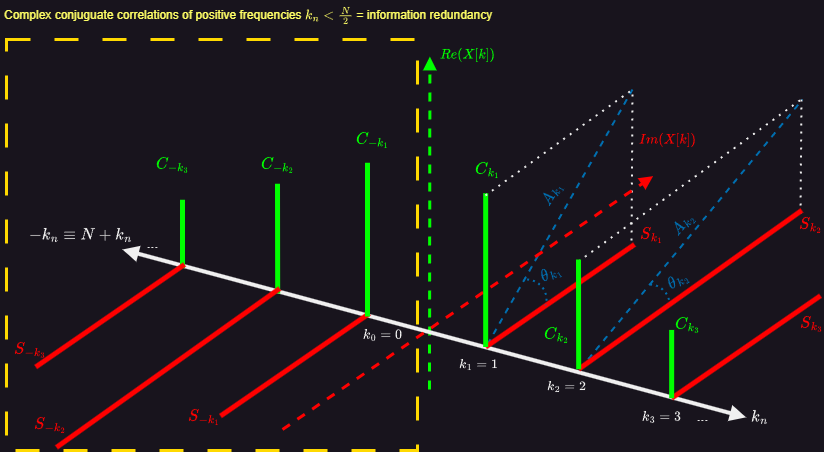 Complex conjuguate correlations of positive frequencies $k_n < \frac{N}{2}$ = information redundancy
$Re(X[k])$
$C_{-k_1}$
$C_{-k_2}$
$C_{-k_3}$
$Im(X[k])$
$C_{k_1}$
$A_{k_1}$
$A_{k_2}$
$S_{k_2}$
$-k_n \equiv N + k_n$ ...
$S_{k_1}$
$\theta_{k_1}$
$\theta_{k_2}$
$C_{k_3}$
$S_{k_3}$
$k_0 = 0$
$C_{k_2}$
$S_{-k_3}$
$k_1 = 1$
$k_2 = 2$
$S_{-k_1}$
$S_{-k_2}$
$k_3 = 3$ ... $k_n$